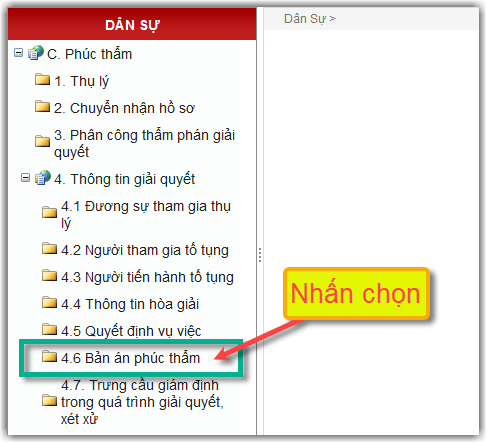 DÂN SỰ
Dân Sự >
C. Phúc thẩm
1. Thụ lý
2. Chuyển nhận hồ sơ
3. Phân công thẩm phán giải
quyết
4. Thông tin giải quyết
4.1 Đương sự tham gia thụ
lý
4.2 Người tham gia tố tụng
4.3 Người tiến hành tố tụng
4.4 Thông tin hòa giải
4.5 Quyết định vụ việc
4.6 Bản án phúc thẩm
4.7. Trưng cầu giám định
trong quá trình giải quyết,
xét xử
Nhấn chọn